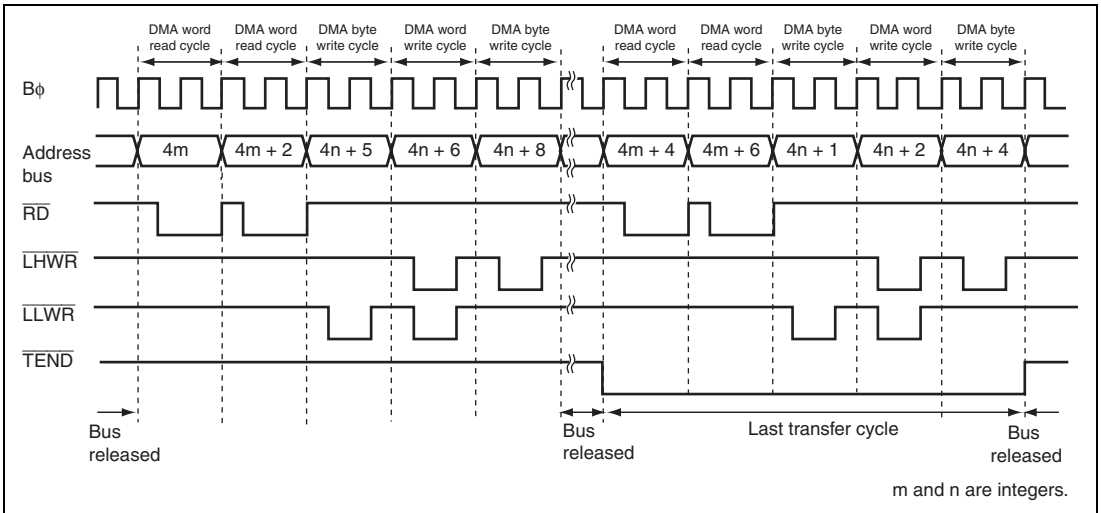 DMA word read cycle DMA word read cycle DMA byte write cycle DMA word write cycle DMA byte write cycle DMA word read cycle DMA word read cycle DMA byte write cycle DMA word write cycle DMA byte write cycle
Bϕ
Address bus 4m 4m + 2 4n + 5 4n + 6 4n + 8 4m + 4 4m + 6 4n + 1 4n + 2 4n + 4
RD
LHWR
LLWR
TEND
Bus released Bus released Last transfer cycle Bus released
m and n are integers.